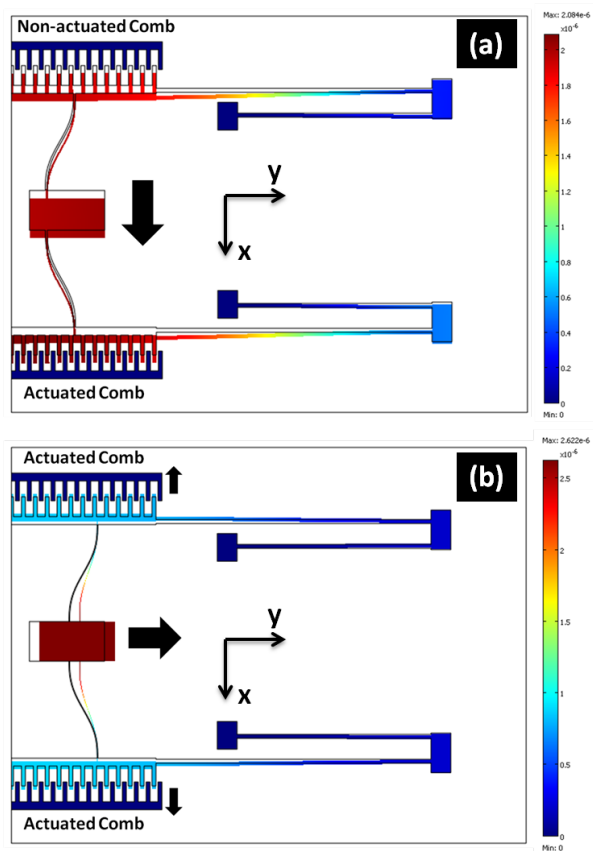 Non-actuated Comb
(a)
Max: 2.084e-6
×10⁻⁶
2
1.8
1.6
1.4
1.2
1
0.8
0.6
0.4
0.2
0
Min: 0
y
x
Actuated Comb
Actuated Comb
(b)
Max: 2.622e-6
×10⁻⁶
2.5
2
1.5
1
0.5
0
Min: 0
y
x
Actuated Comb